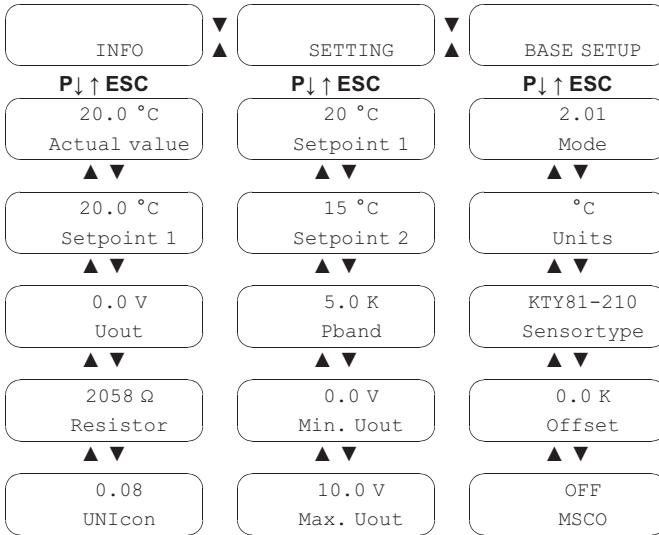 INFO
SETTING
BASE SETUP
P↓ ↑ ESC
P↓ ↑ ESC
P↓ ↑ ESC
20.0 °C
Actual value
20 °C
Setpoint 1
2.01
Mode
20.0 °C
Setpoint 1
15 °C
Setpoint 2
°C
Units
0.0 V
Uout
5.0 K
Pband
KTY81-210
Sensortype
2058 Ω
Resistor
0.0 V
Min. Uout
0.0 K
Offset
0.08
UNIcon
10.0 V
Max. Uout
OFF
MSCO